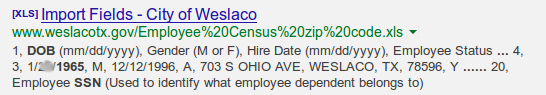 [XLS] Import Fields - City of Weslaco
www.weslacotx.gov/Employee%20Census%20zip%20code.xls
1, DOB (mm/dd/yyyy), Gender (M or F), Hire Date (mm/dd/yyyy), Employee Status ... 4,
3, 1/2 /1965, M, 12/12/1996, A, 703 S OHIO AVE, WESLACO, TX, 78596, Y ...... 20,
Employee SSN (Used to identify what employee dependent belongs to)